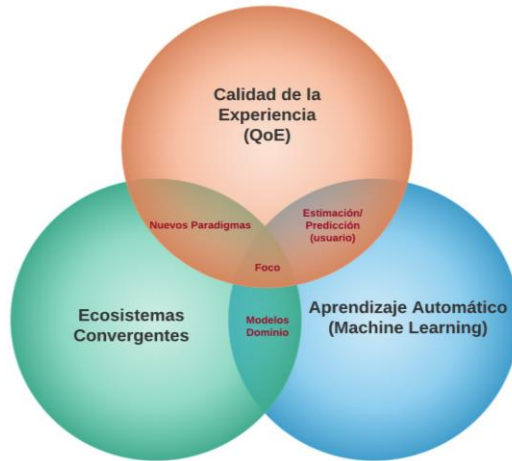 Calidad de la
Experiencia
(QoE)
Nuevos Paradigmas
Estimación/
Predicción
(usuario)
Foco
Ecosistemas
Convergentes
Modelos
Dominio
Aprendizaje Automático
(Machine Learning)